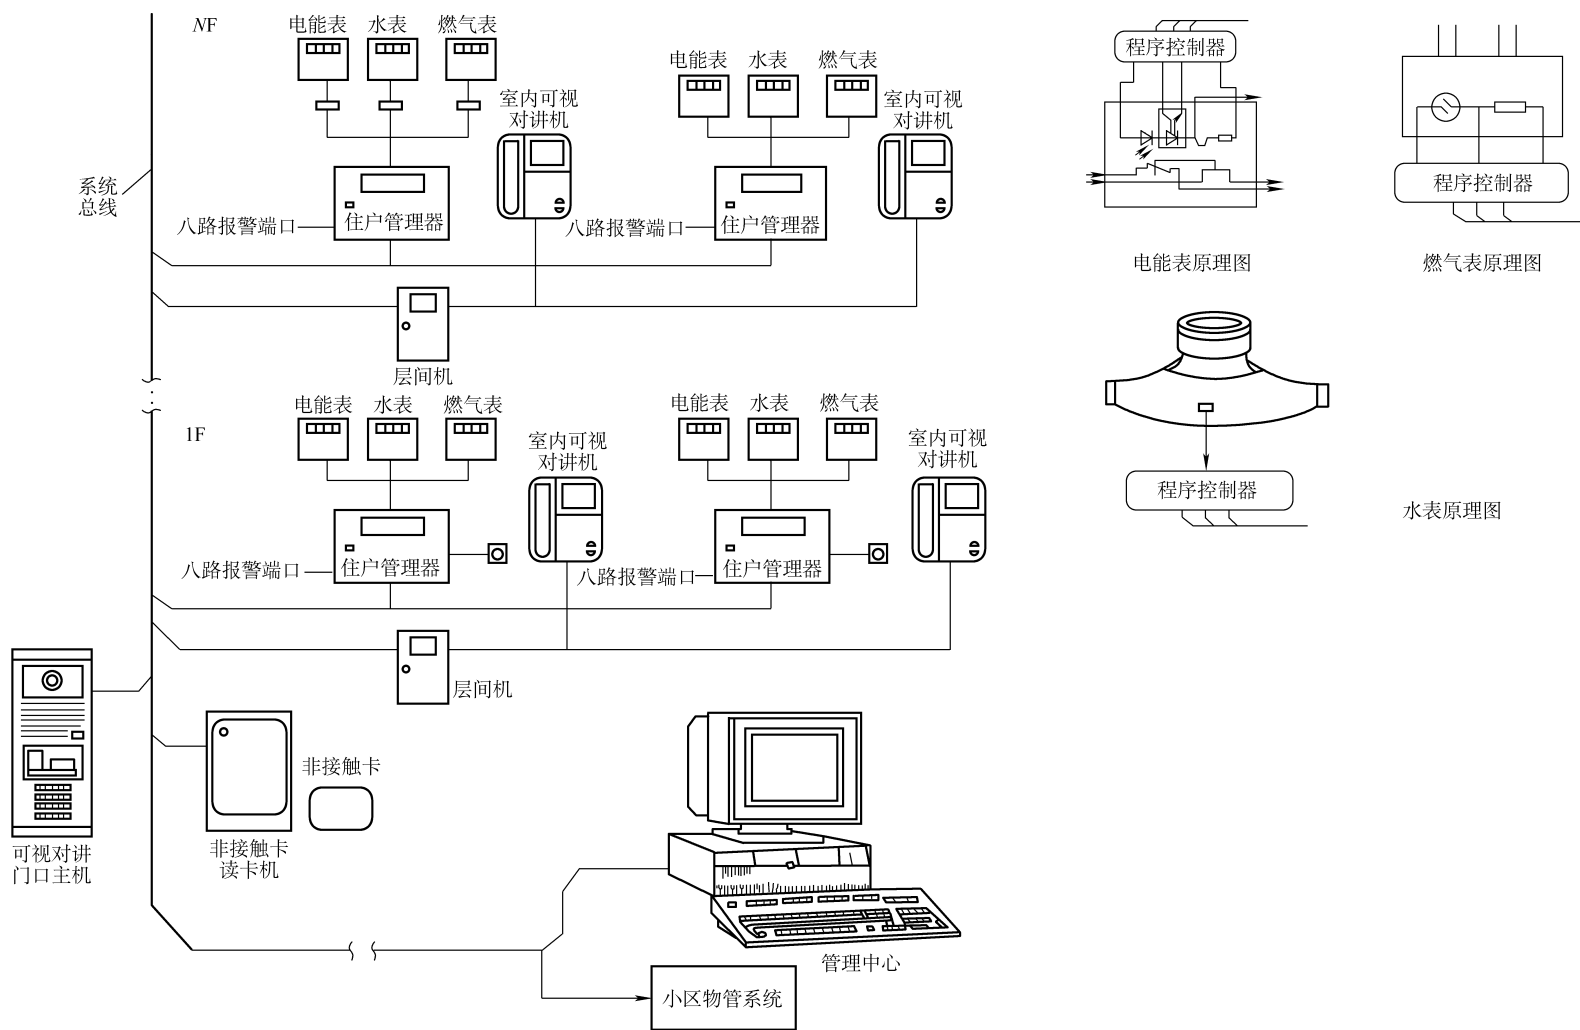 NF
电能表 水表 燃气表
室内可视
对讲机
电能表 水表 燃气表
室内可视
对讲机
系统
总线
八路报警端口
住户管理器
八路报警端口
住户管理器
层间机
1F
电能表 水表 燃气表
室内可视
对讲机
电能表 水表 燃气表
室内可视
对讲机
八路报警端口
住户管理器
八路报警端口
住户管理器
层间机
可视对讲
门口主机
非接触卡
读卡机
非接触卡
管理中心
小区物管系统
程序控制器
电能表原理图
程序控制器
燃气表原理图
程序控制器
水表原理图